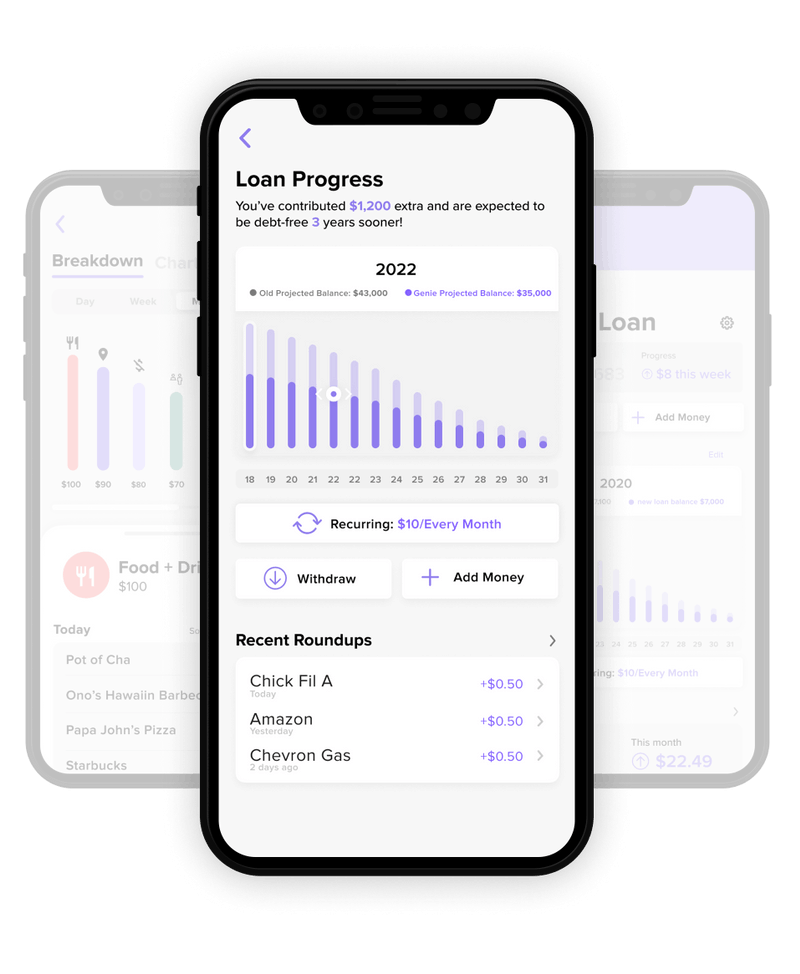 Loan Progress
You've contributed $1,200 extra and are expected to
be debt-free 3 years sooner!
2022
Old Projected Balance: $43,000
Genie Projected Balance: $35,000
18 19 20 21 22 22 23 24 25 26 27 28 29 30 31
Recurring: $10/Every Month
Withdraw
Add Money
Recent Roundups
Chick Fil A
Today
+$0.50
Amazon
Yesterday
+$0.50
Chevron Gas
2 days ago
+$0.50
Breakdown
Day Week
$100 $90 $80 $70
Food + Dri
$100
Today
So
Pot of Cha
Ono's Hawaiin Barbec
Papa John's Pizza
Starbucks
Loan
Progress
683
$8 this week
Add Money
Edit
2020
new loan balance $7,000
23 24 25 26 27 28 29 30 31
ring: $10/Every Month
This month
$22.49